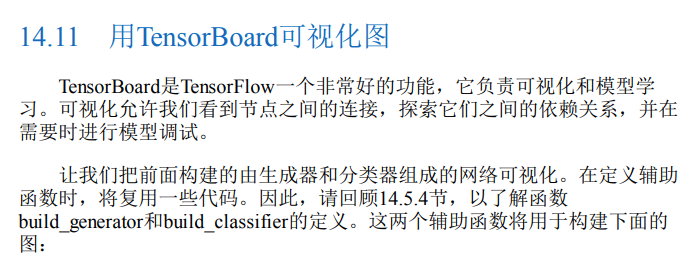 14.11 用TensorBoard可视化图
TensorBoard是TensorFlow一个非常好的功能，它负责可视化和模型学
习。可视化允许我们看到节点之间的连接，探索它们之间的依赖关系，并在
需要时进行模型调试。
让我们把前面构建的由生成器和分类器组成的网络可视化。在定义辅助
函数时，将复用一些代码。因此，请回顾14.5.4节，以了解函数
build_generator和build_classifier的定义。这两个辅助函数将用于构建下面的
图：